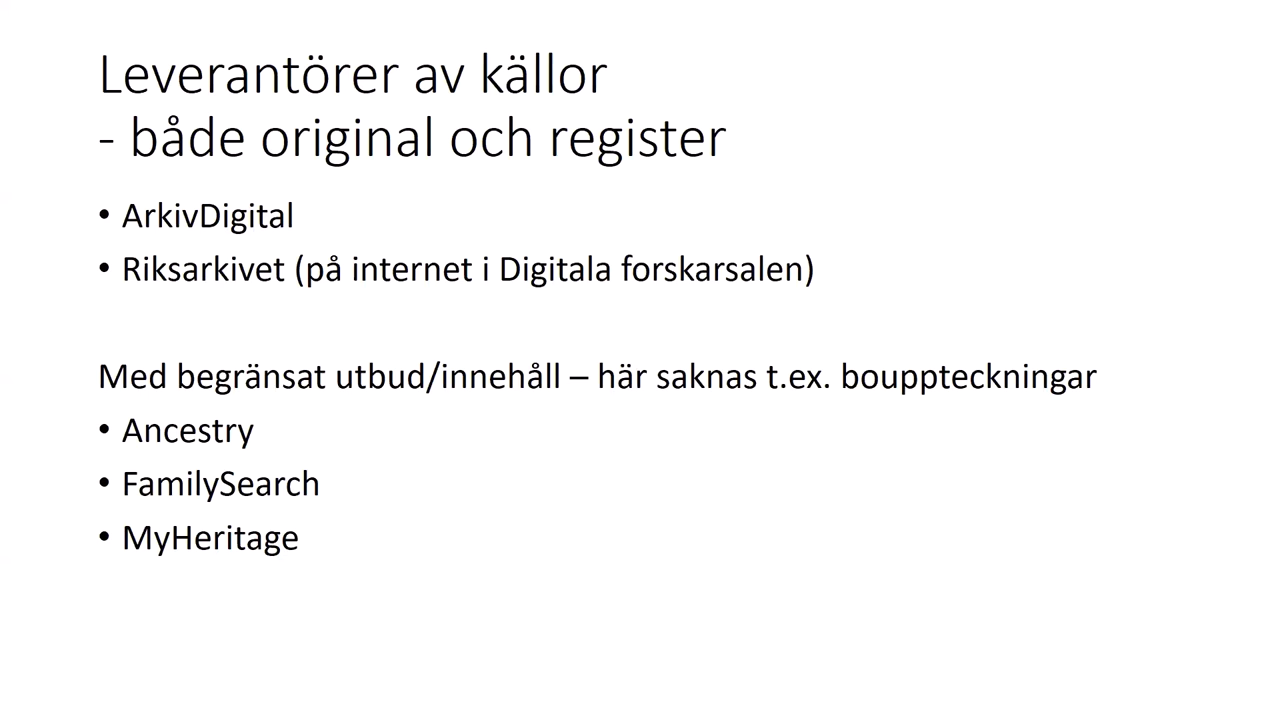 Leverantörer av källor
- både original och register
• ArkivDigital
• Riksarkivet (på internet i Digitala forskarsalen)
Med begränsat utbud/innehåll – här saknas t.ex. bouppteckningar
• Ancestry
• FamilySearch
• MyHeritage